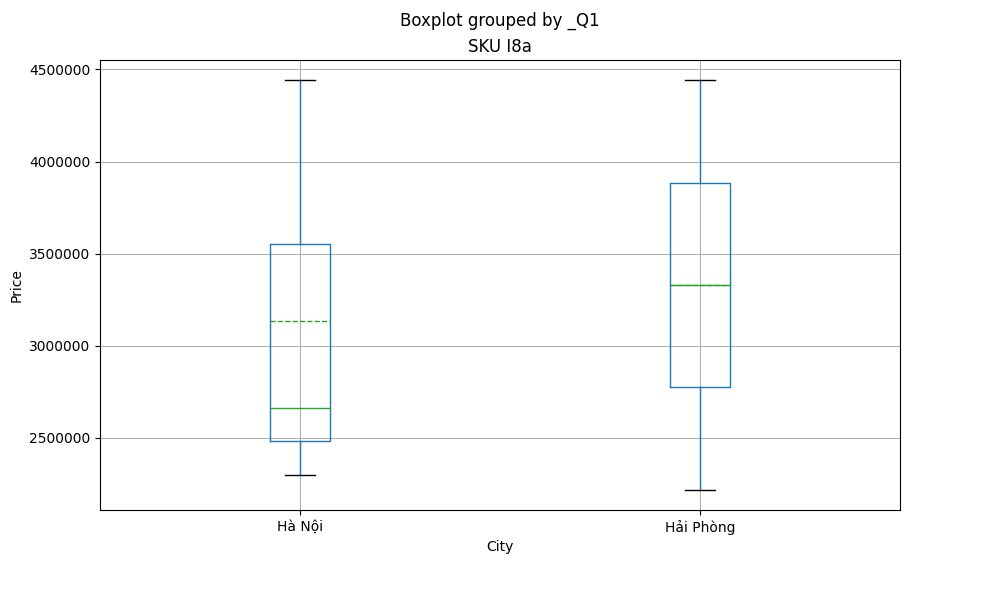 Boxplot grouped by _Q1
SKU I8a
4500000
4000000
3500000
3000000
2500000
Price
Hà Nội
Hải Phòng
City